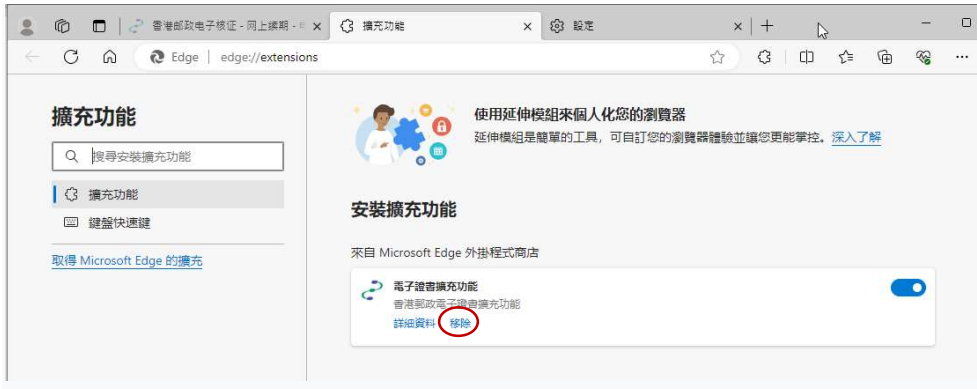 香港邮政电子核证 - 网上续期 -
擴充功能
設定
Edge | edge://extensions
擴充功能
搜尋安裝擴充功能
擴充功能
鍵盤快速鍵
取得 Microsoft Edge 的擴充
使用延伸模組來個人化您的瀏覽器
延伸模組是簡單的工具，可自訂您的瀏覽器體驗並讓您更能掌控。深入了解
安裝擴充功能
來自 Microsoft Edge 外掛程式商店
電子證書擴充功能
香港郵政電子證書擴充功能
詳細資料 移除